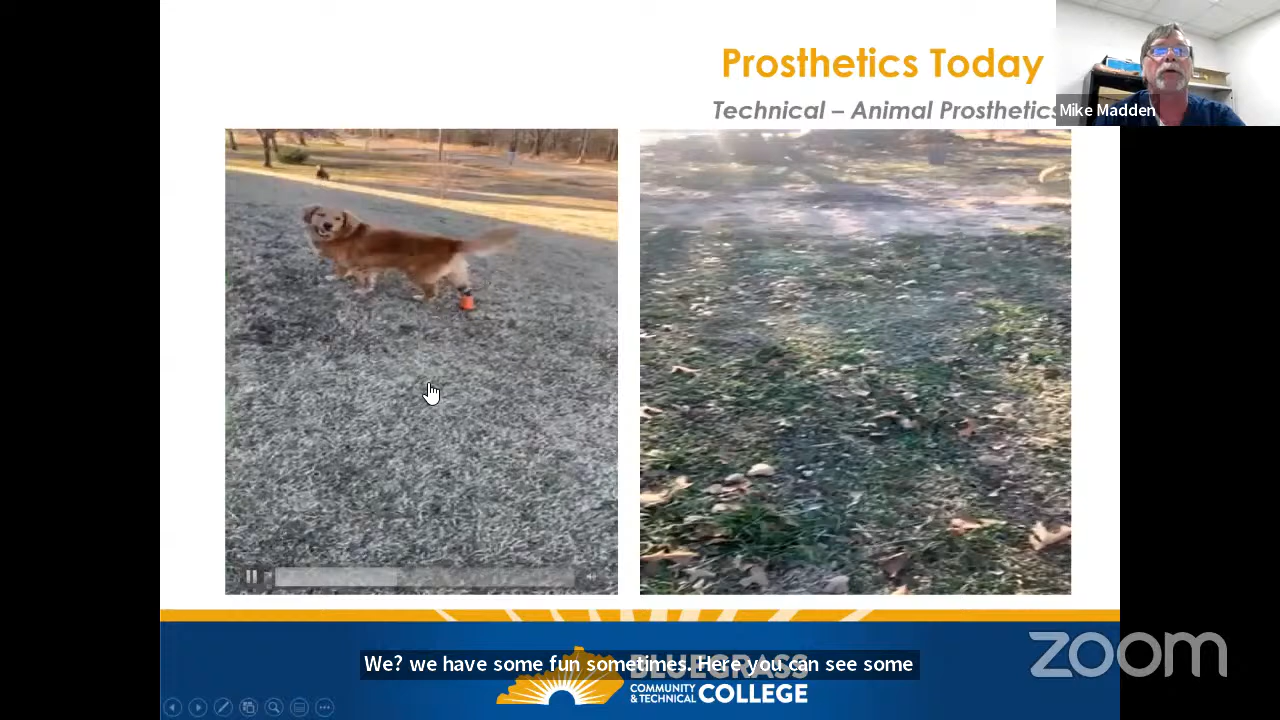 Prosthetics Today
Technical – Animal Prosthetics
Mike Madden
We? we have some fun sometimes. Here you can see some
BLUEGRASS
COMMUNITY
& TECHNICAL COLLEGE
zoom